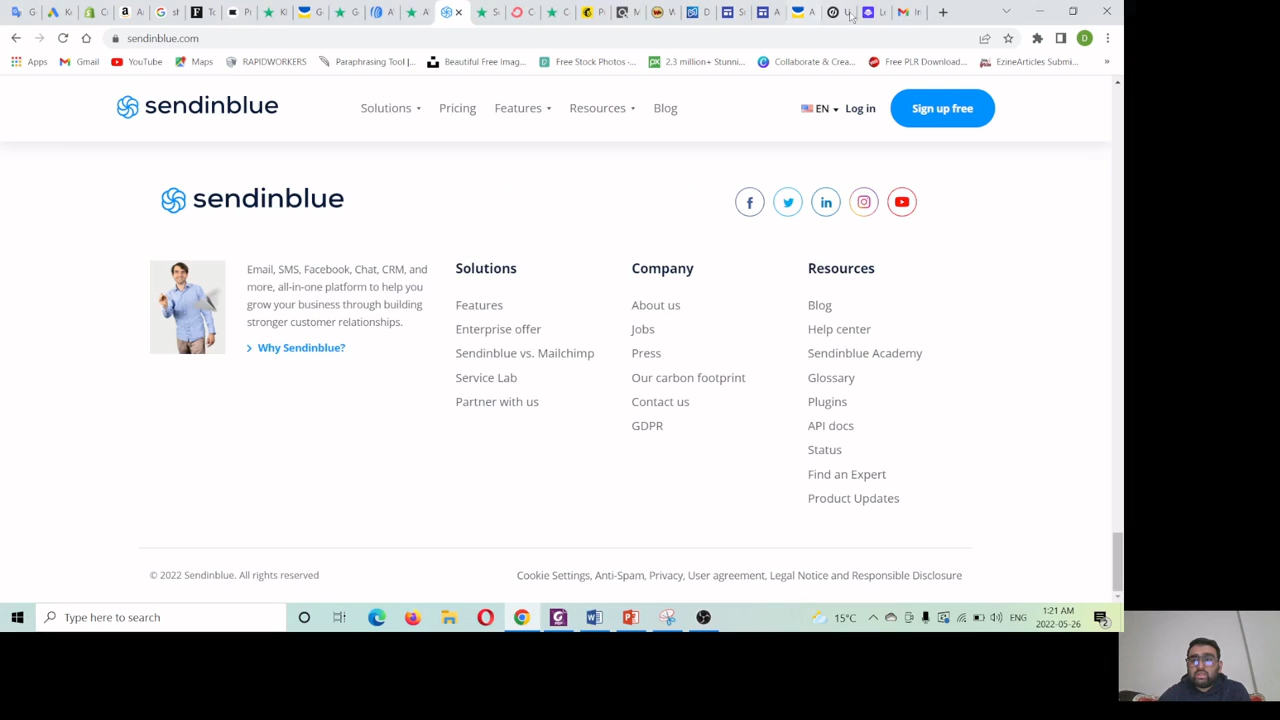 G
K
C
A
G st
F Tc
P
K
G
G
A
A
S
C
C
P
M
W
D
S
A
A
U
L
In
sendinblue.com
D
Apps
Gmail
YouTube
Maps
RAPIDWORKERS
Paraphrasing Tool |...
Beautiful Free Imag...
Free Stock Photos -...
2.3 million+ Stunni...
Collaborate & Crea...
Free PLR Download...
EzineArticles Submi...
»
sendinblue
Solutions
Pricing
Features
Resources
Blog
EN
Log in
Sign up free
sendinblue
Email, SMS, Facebook, Chat, CRM, and
more, all-in-one platform to help you
grow your business through building
stronger customer relationships.
Why Sendinblue?
Solutions
Features
Enterprise offer
Sendinblue vs. Mailchimp
Service Lab
Partner with us
Company
About us
Jobs
Press
Our carbon footprint
Contact us
GDPR
Resources
Blog
Help center
Sendinblue Academy
Glossary
Plugins
API docs
Status
Find an Expert
Product Updates
© 2022 Sendinblue. All rights reserved
Cookie Settings, Anti-Spam, Privacy, User agreement, Legal Notice and Responsible Disclosure
Type here to search
15°C
ENG
1:21 AM
2022-05-26
2